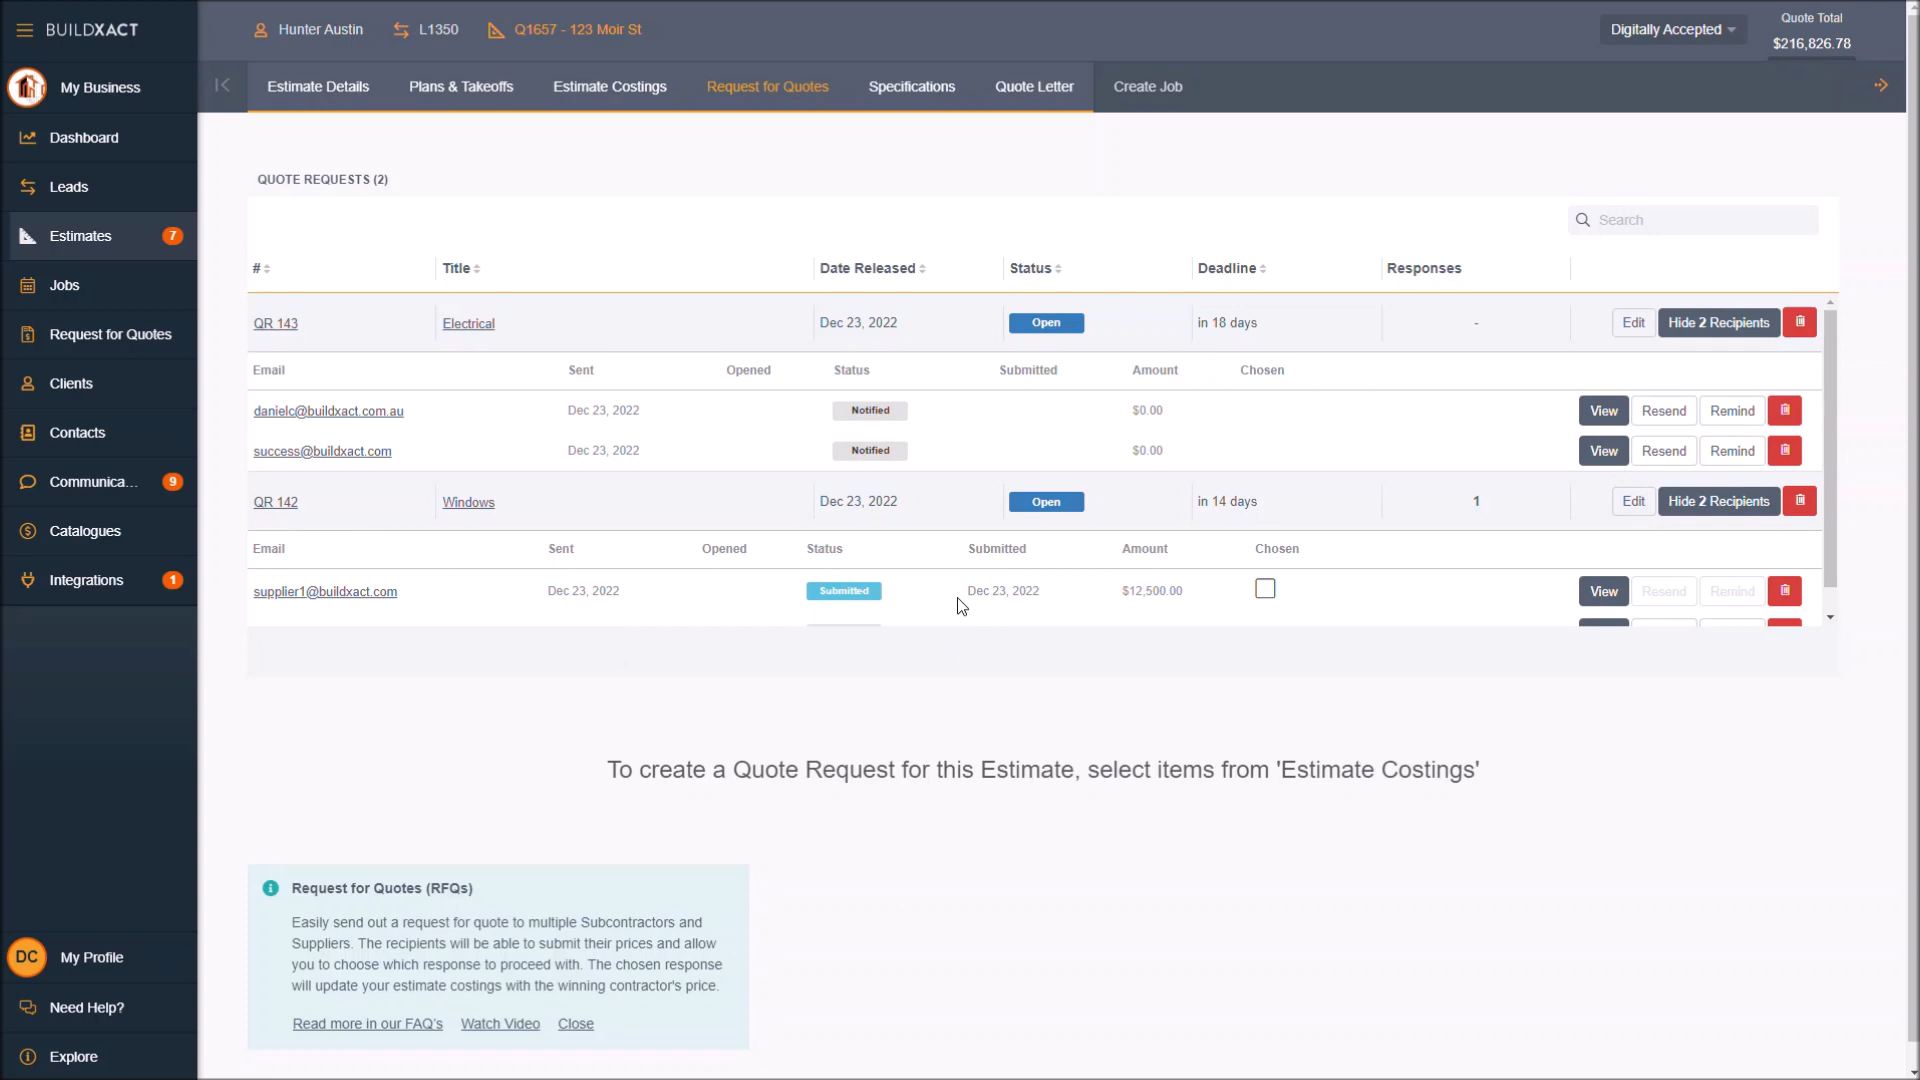 BUILDXACT
Hunter Austin
L1350
Q1657 - 123 Moir St
Digitally Accepted
Quote Total
$216,826.78
My Business
Estimate Details
Plans & Takeoffs
Estimate Costings
Request for Quotes
Specifications
Quote Letter
Create Job
Dashboard
Leads
Estimates 7
Jobs
Request for Quotes
Clients
Contacts
Communica... 9
Catalogues
Integrations 1
QUOTE REQUESTS (2)
Search
# Title Date Released Status Deadline Responses
QR 143 Electrical Dec 23, 2022 Open in 18 days - Edit Hide 2 Recipients
Email Sent Opened Status Submitted Amount Chosen
danielc@buildxact.com.au Dec 23, 2022 Notified $0.00 View Resend Remind
success@buildxact.com Dec 23, 2022 Notified $0.00 View Resend Remind
QR 142 Windows Dec 23, 2022 Open in 14 days 1 Edit Hide 2 Recipients
Email Sent Opened Status Submitted Amount Chosen
supplier1@buildxact.com Dec 23, 2022 Submitted Dec 23, 2022 $12,500.00 View Resend Remind
To create a Quote Request for this Estimate, select items from 'Estimate Costings'
Request for Quotes (RFQs)
Easily send out a request for quote to multiple Subcontractors and
Suppliers. The recipients will be able to submit their prices and allow
you to choose which response to proceed with. The chosen response
will update your estimate costings with the winning contractor's price.
Read more in our FAQ's Watch Video Close
DC My Profile
Need Help?
Explore